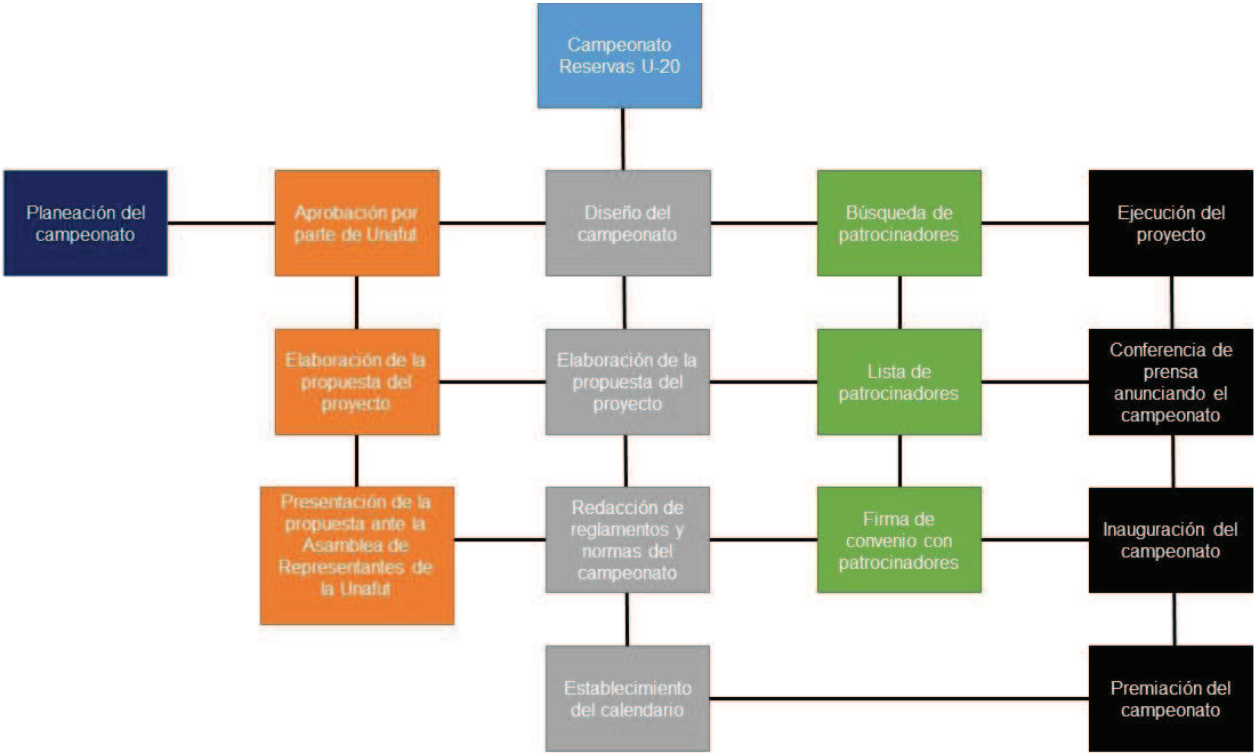 Campeonato
Reservas U-20
Planeación del
campeonato
Aprobación por
parte de Unafut
Diseño del
campeonato
Búsqueda de
patrocinadores
Ejecución del
proyecto
Elaboración de la
propuesta del
proyecto
Elaboración de la
propuesta del
proyecto
Lista de
patrocinadores
Conferencia de
prensa
anunciando el
campeonato
Presentación de la
propuesta ante la
Asamblea de
Representantes de
la Unafut
Redacción de
reglamentos y
normas del
campeonato
Firma de
convenio con
patrocinadores
Inauguración del
campeonato
Establecimiento
del calendario
Premiación del
campeonato